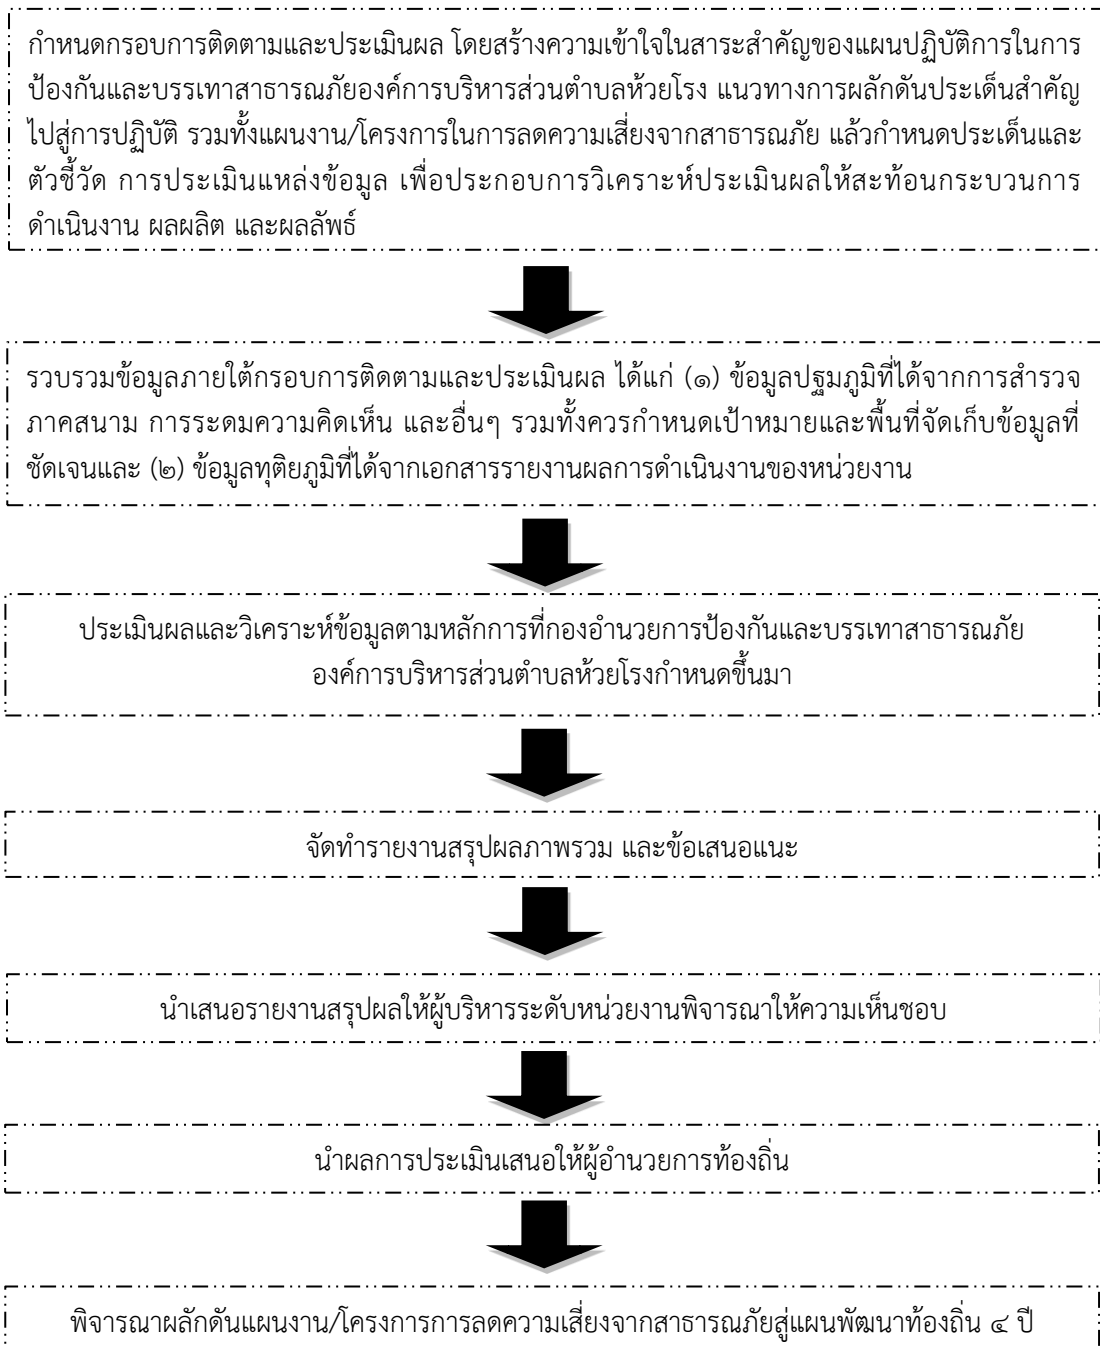 กำหนดกรอบการติดตามและประเมินผล โดยสร้างความเข้าใจในสาระสำคัญของแผนปฏิบัติการในการ
ป้องกันและบรรเทาสาธารณภัยองค์การบริหารส่วนตำบลห้วยโรง แนวทางการผลักดันประเด็นสำคัญ
ไปสู่การปฏิบัติ รวมทั้งแผนงาน/โครงการในการลดความเสี่ยงจากสาธารณภัย แล้วกำหนดประเด็นและ
ตัวชี้วัด การประเมินแหล่งข้อมูล เพื่อประกอบการวิเคราะห์ประเมินผลให้สะท้อนกระบวนการ
ดำเนินงาน ผลผลิต และผลลัพธ์
รวบรวมข้อมูลภายใต้กรอบการติดตามและประเมินผล ได้แก่ (๑) ข้อมูลปฐมภูมิที่ได้จากการสำรวจ
ภาคสนาม การระดมความคิดเห็น และอื่นๆ รวมทั้งควรกำหนดเป้าหมายและพื้นที่จัดเก็บข้อมูลที่
ชัดเจนและ (๒) ข้อมูลทุติยภูมิที่ได้จากเอกสารรายงานผลการดำเนินงานของหน่วยงาน
ประเมินผลและวิเคราะห์ข้อมูลตามหลักการที่กองอำนวยการป้องกันและบรรเทาสาธารณภัย
องค์การบริหารส่วนตำบลห้วยโรงกำหนดขึ้นมา
จัดทำรายงานสรุปผลภาพรวม และข้อเสนอแนะ
นำเสนอรายงานสรุปผลให้ผู้บริหารระดับหน่วยงานพิจารณาให้ความเห็นชอบ
นำผลการประเมินเสนอให้ผู้อำนวยการท้องถิ่น
พิจารณาผลักดันแผนงาน/โครงการการลดความเสี่ยงจากสาธารณภัยสู่แผนพัฒนาท้องถิ่น ๔ ปี